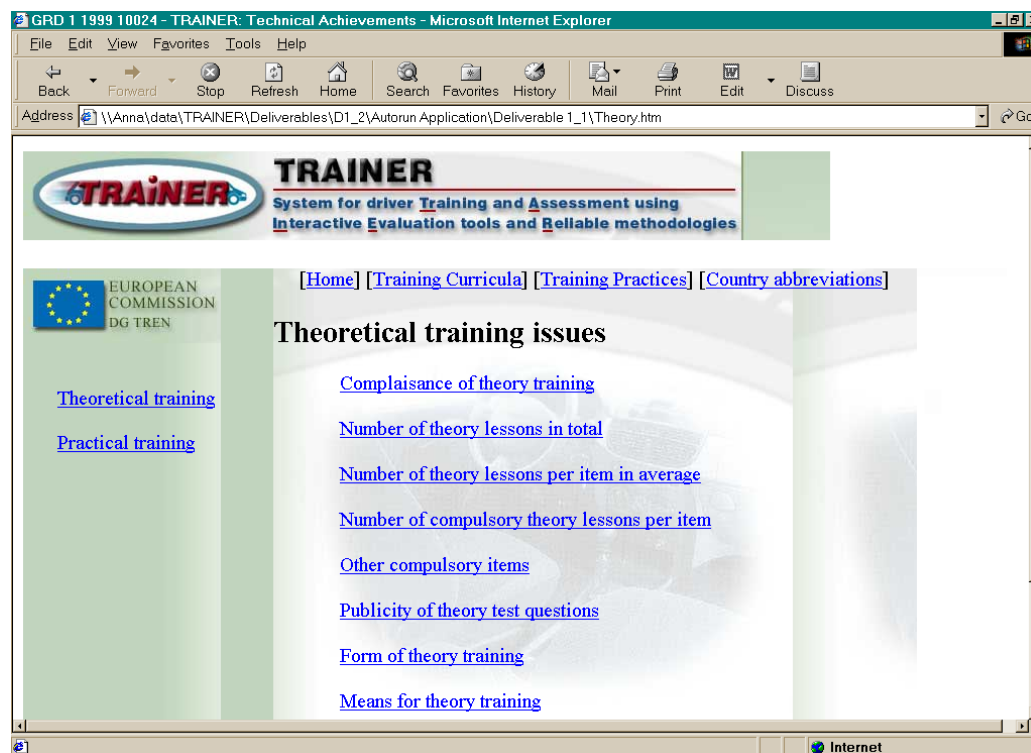 GRD 1 1999 10024 - TRAINER: Technical Achievements - Microsoft Internet Explorer
File Edit View Favorites Tools Help
Back Forward Stop Refresh Home Search Favorites History Mail Print Edit Discuss
Address \\Anna\data\TRAINER\Deliverables\D1_2\Autorun Application\Deliverable 1_1\Theory.htm Go
TRAiNER
TRAINER
System for driver Training and Assessment using
Interactive Evaluation tools and Reliable methodologies
EUROPEAN
COMMISSION
DG TREN
[Home] [Training Curricula] [Training Practices] [Country abbreviations]
Theoretical training issues
Theoretical training
Practical training
Complaisance of theory training
Number of theory lessons in total
Number of theory lessons per item in average
Number of compulsory theory lessons per item
Other compulsory items
Publicity of theory test questions
Form of theory training
Means for theory training
Internet